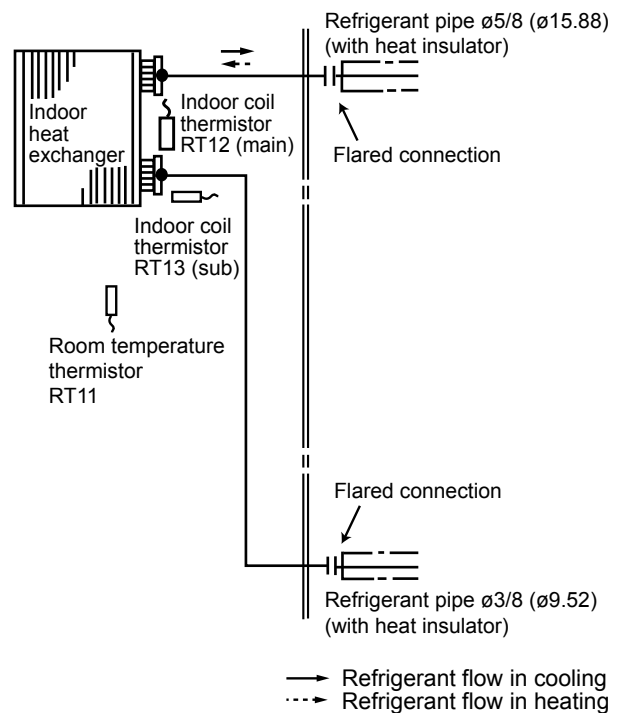 Refrigerant pipe ø5/8 (ø15.88)
(with heat insulator)
Indoor
heat
exchanger
Indoor coil
thermistor
RT12 (main)
Flared connection
Indoor coil
thermistor
RT13 (sub)
Room temperature
thermistor
RT11
Flared connection
Refrigerant pipe ø3/8 (ø9.52)
(with heat insulator)
Refrigerant flow in cooling
Refrigerant flow in heating